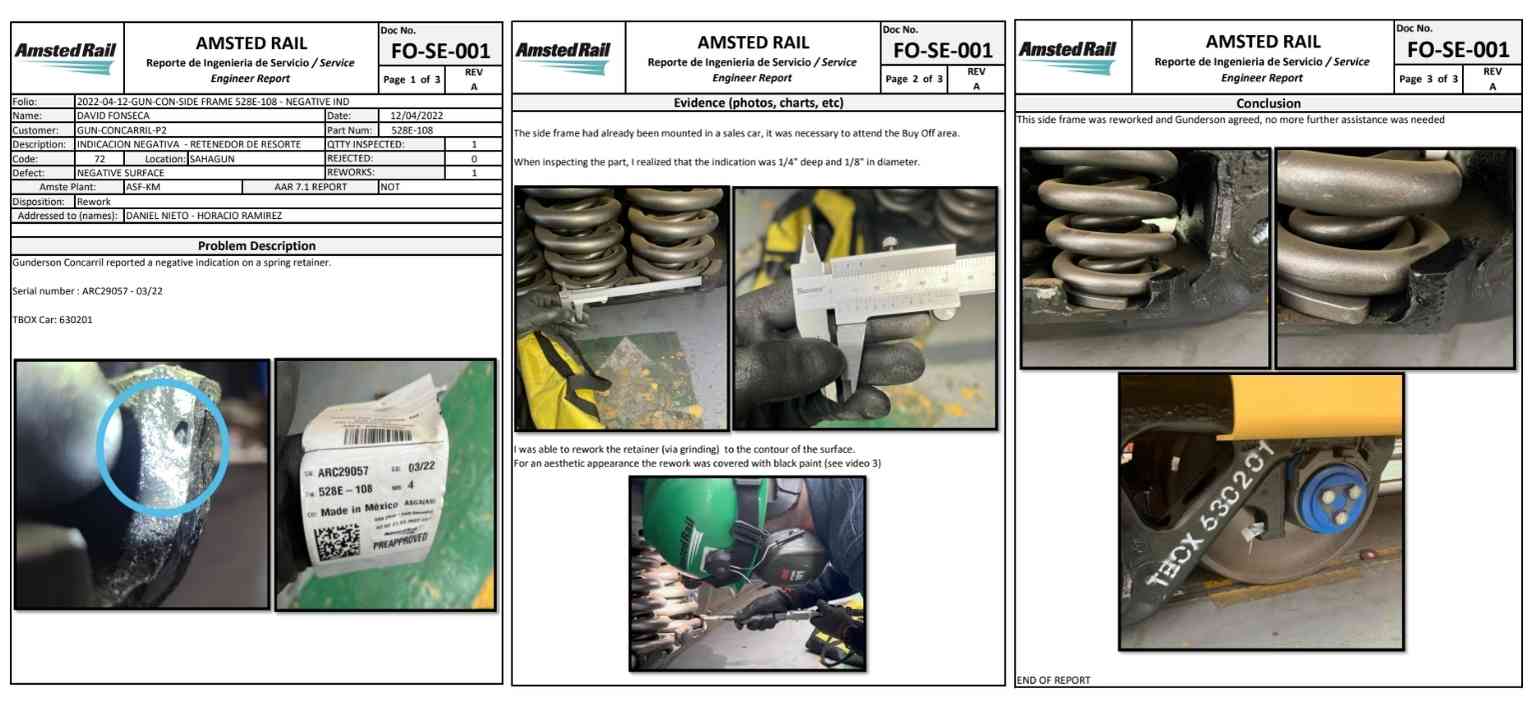 AmstedRail
AMSTED RAIL
Reporte de Ingenieria de Servicio / Service
Engineer Report
Doc No.
FO-SE-001
Page 1 of 3
REV
A
Folio: 2022-04-12-GUN-CON-SIDE FRAME 528E-108 - NEGATIVE IND
Name: DAVID FONSECA Date: 12/04/2022
Customer: GUN-CONCARRIL-P2 Part Num: 528E-108
Description: INDICACION NEGATIVA - RETENEDOR DE RESORTE QTTY INSPECTED: 1
Code: 72 Location: SAHAGUN REJECTED: 0
Defect: NEGATIVE SURFACE REWORKS: 1
Amste Plant: ASF-KM AAR 7.1 REPORT NOT
Disposition: Rework
Addressed to (names): DANIEL NIETO - HORACIO RAMIREZ
Problem Description
Gunderson Concarril reported a negative indication on a spring retainer.
Serial number : ARC29057 - 03/22
TBOX Car: 630201
ARC29057 03/22
528E-108 4
Made in México
PREAPPROVED
AmstedRail
AMSTED RAIL
Reporte de Ingenieria de Servicio / Service
Engineer Report
Doc No.
FO-SE-001
Page 2 of 3
REV
A
Evidence (photos, charts, etc)
The side frame had already been mounted in a sales car, it was necessary to attend the Buy Off area.
When inspecting the part, I realized that the indication was 1/4" deep and 1/8" in diameter.
I was able to rework the retainer (via grinding) to the contour of the surface.
For an aesthetic appearance the rework was covered with black paint (see video 3)
AmstedRail
AmstedRail
AMSTED RAIL
Reporte de Ingenieria de Servicio / Service
Engineer Report
Doc No.
FO-SE-001
Page 3 of 3
REV
A
Conclusion
This side frame was reworked and Gunderson agreed, no more further assistance was needed
TBOX 630201
END OF REPORT